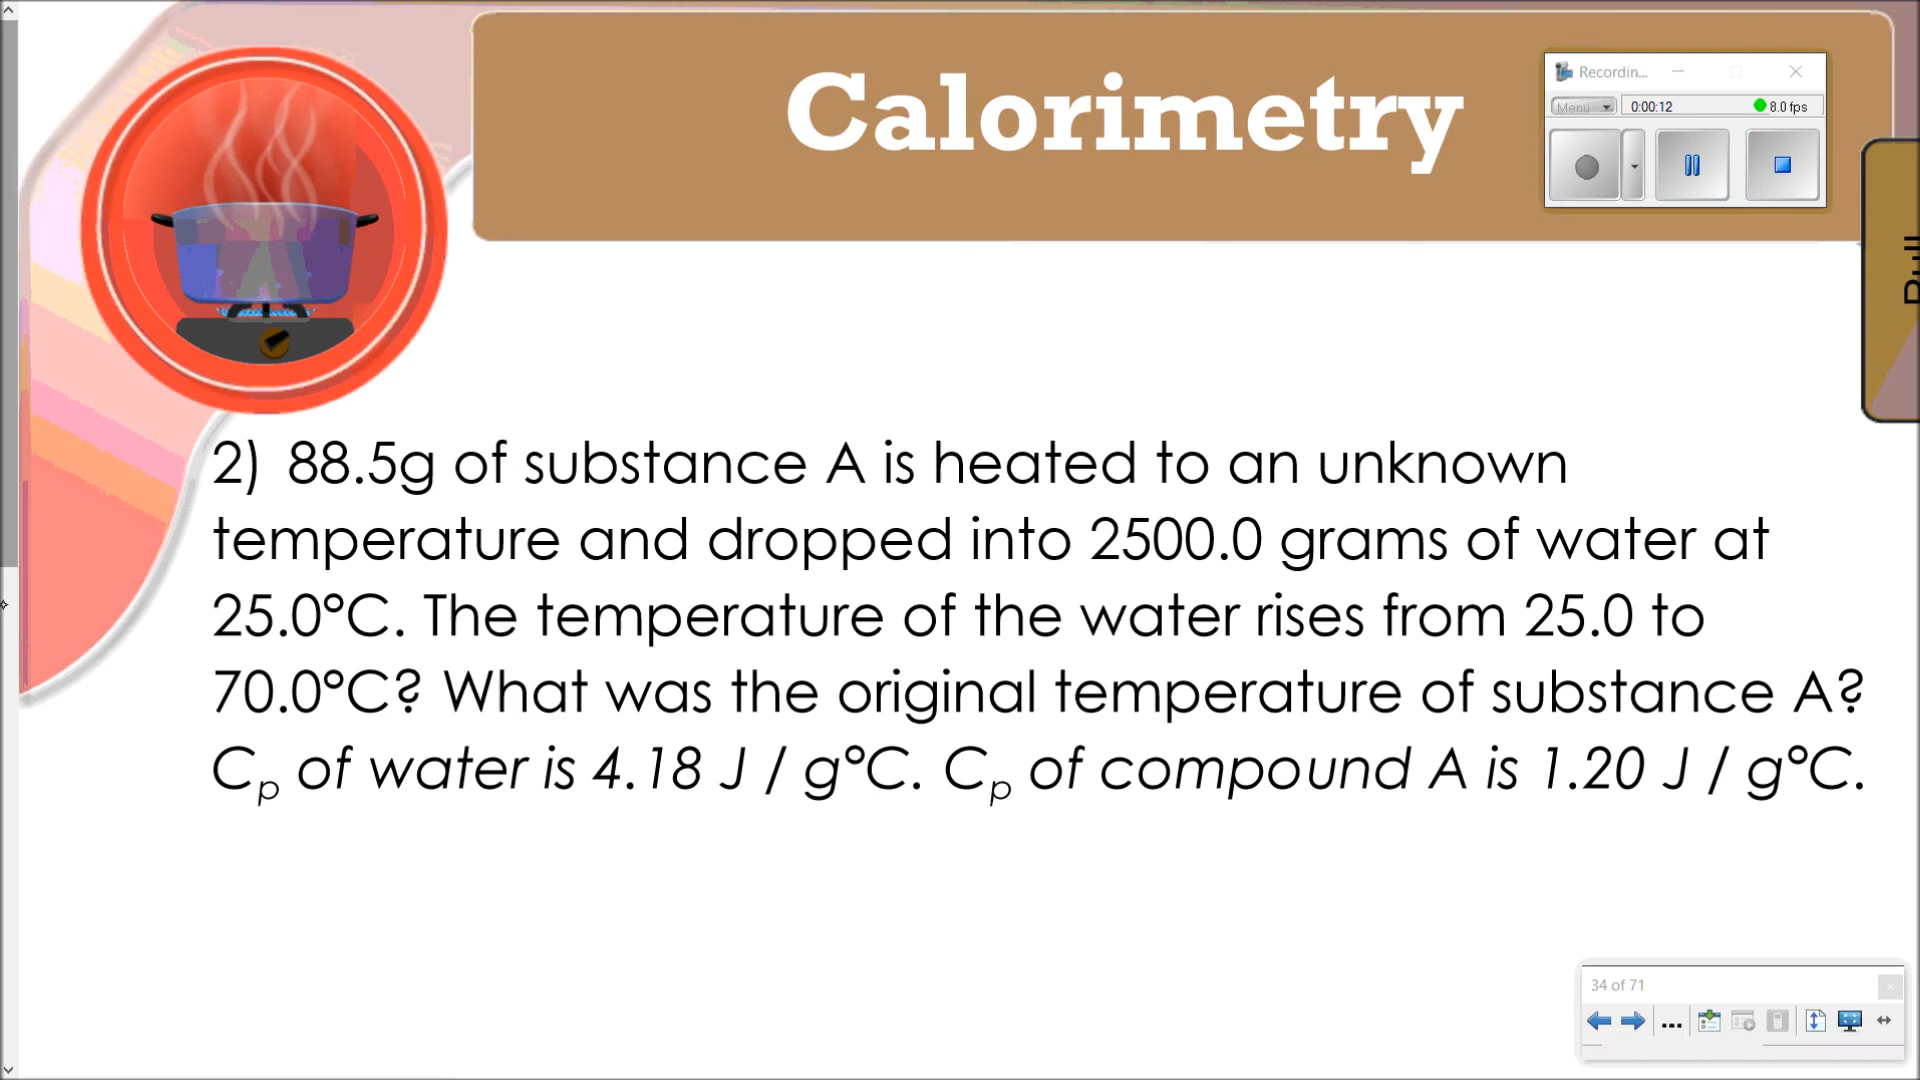 Calorimetry
Recordin...
Menu
0:00:12
8.0 fps
2) 88.5g of substance A is heated to an unknown
temperature and dropped into 2500.0 grams of water at
25.0°C. The temperature of the water rises from 25.0 to
70.0°C? What was the original temperature of substance A?
Cp of water is 4.18 J / g°C. Cp of compound A is 1.20 J / g°C.
34 of 71